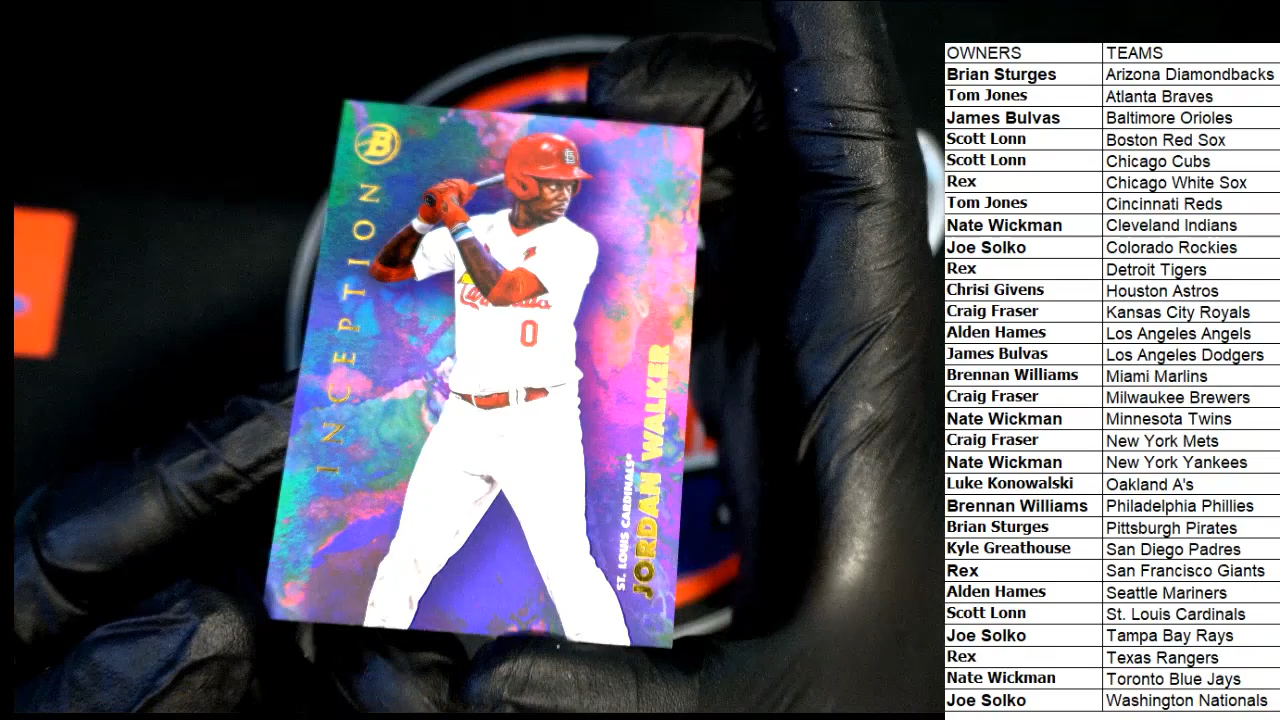 B
INCEPTION
Cardinals
0
ST. LOUIS CARDINALS®
JORDAN WALKER
OWNERS TEAMS
Brian Sturges Arizona Diamondbacks
Tom Jones Atlanta Braves
James Bulvas Baltimore Orioles
Scott Lonn Boston Red Sox
Scott Lonn Chicago Cubs
Rex Chicago White Sox
Tom Jones Cincinnati Reds
Nate Wickman Cleveland Indians
Joe Solko Colorado Rockies
Rex Detroit Tigers
Chrisi Givens Houston Astros
Craig Fraser Kansas City Royals
Alden Hames Los Angeles Angels
James Bulvas Los Angeles Dodgers
Brennan Williams Miami Marlins
Craig Fraser Milwaukee Brewers
Nate Wickman Minnesota Twins
Craig Fraser New York Mets
Nate Wickman New York Yankees
Luke Konowalski Oakland A's
Brennan Williams Philadelphia Phillies
Brian Sturges Pittsburgh Pirates
Kyle Greathouse San Diego Padres
Rex San Francisco Giants
Alden Hames Seattle Mariners
Scott Lonn St. Louis Cardinals
Joe Solko Tampa Bay Rays
Rex Texas Rangers
Nate Wickman Toronto Blue Jays
Joe Solko Washington Nationals